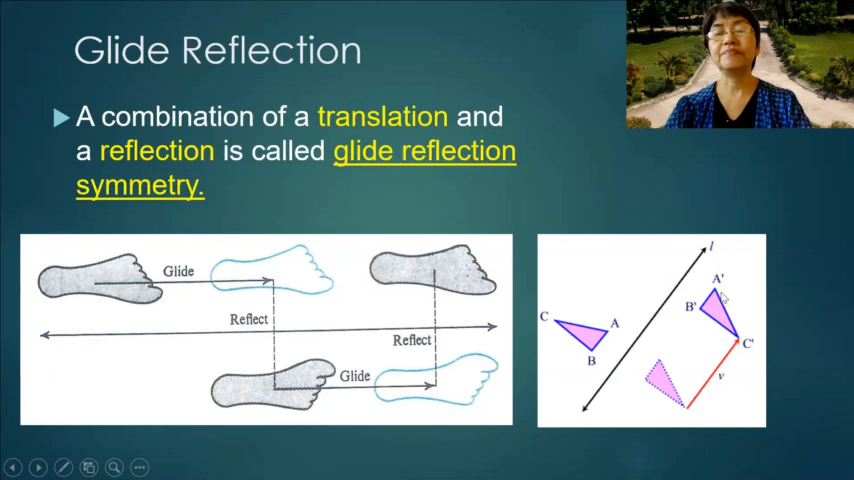 Glide Reflection
A combination of a translation and
a reflection is called glide reflection
symmetry.
Glide
Reflect
Reflect
Glide
l
A'
B'
C
A
C'
B
v